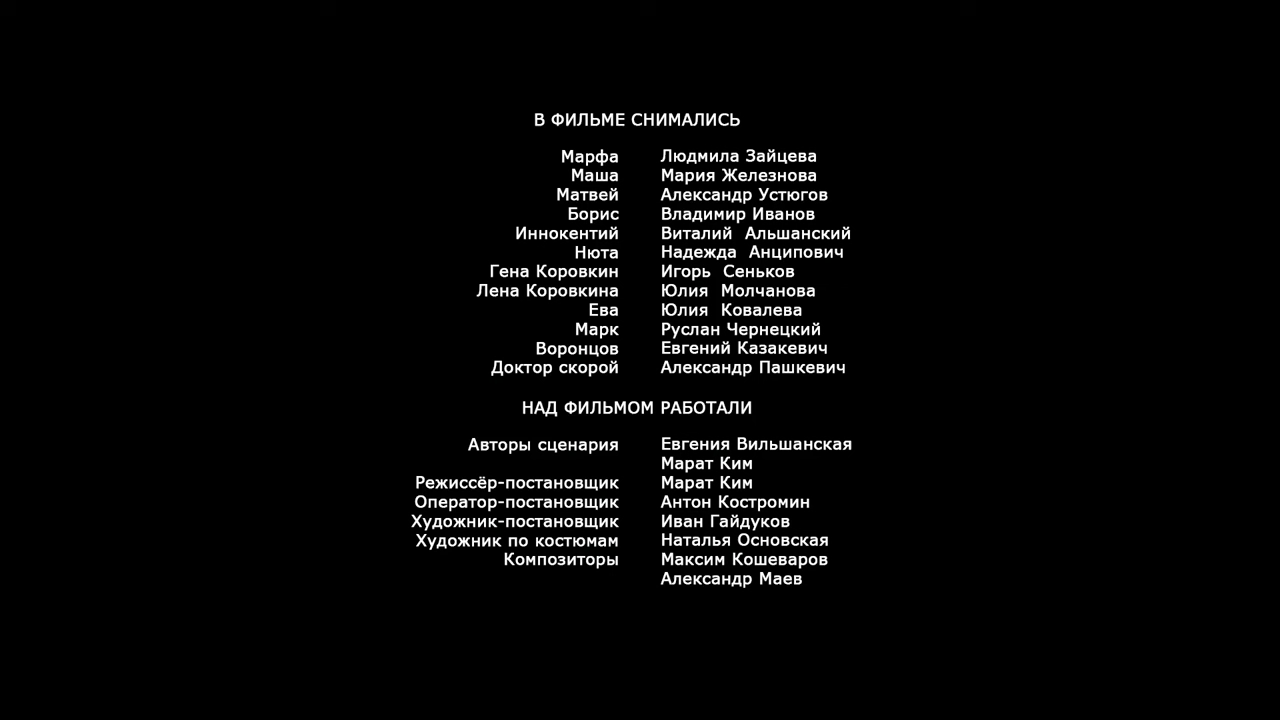 В ФИЛЬМЕ СНИМАЛИСЬ
Марфа Людмила Зайцева
Маша Мария Железнова
Матвей Александр Устюгов
Борис Владимир Иванов
Иннокентий Виталий Альшанский
Нюта Надежда Анципович
Гена Коровкин Игорь Сеньков
Лена Коровкина Юлия Молчанова
Ева Юлия Ковалева
Марк Руслан Чернецкий
Воронцов Евгений Казакевич
Доктор скорой Александр Пашкевич
НАД ФИЛЬМОМ РАБОТАЛИ
Авторы сценария Евгения Вильшанская
Марат Ким
Режиссёр-постановщик Марат Ким
Оператор-постановщик Антон Костромин
Художник-постановщик Иван Гайдуков
Художник по костюмам Наталья Основская
Композиторы Максим Кошеваров
Александр Маев